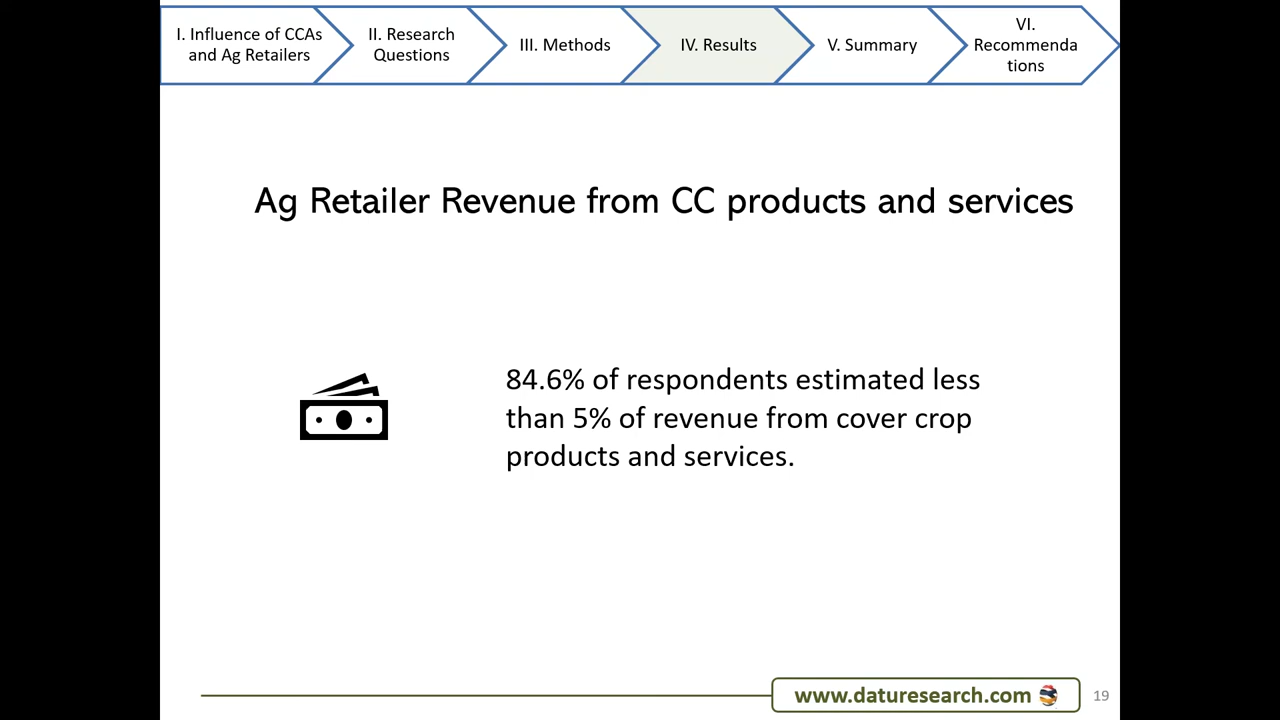 I. Influence of CCAs
and Ag Retailers
II. Research
Questions
III. Methods
IV. Results
V. Summary
VI.
Recommenda
tions
Ag Retailer Revenue from CC products and services
84.6% of respondents estimated less
than 5% of revenue from cover crop
products and services.
www.daturesearch.com
19